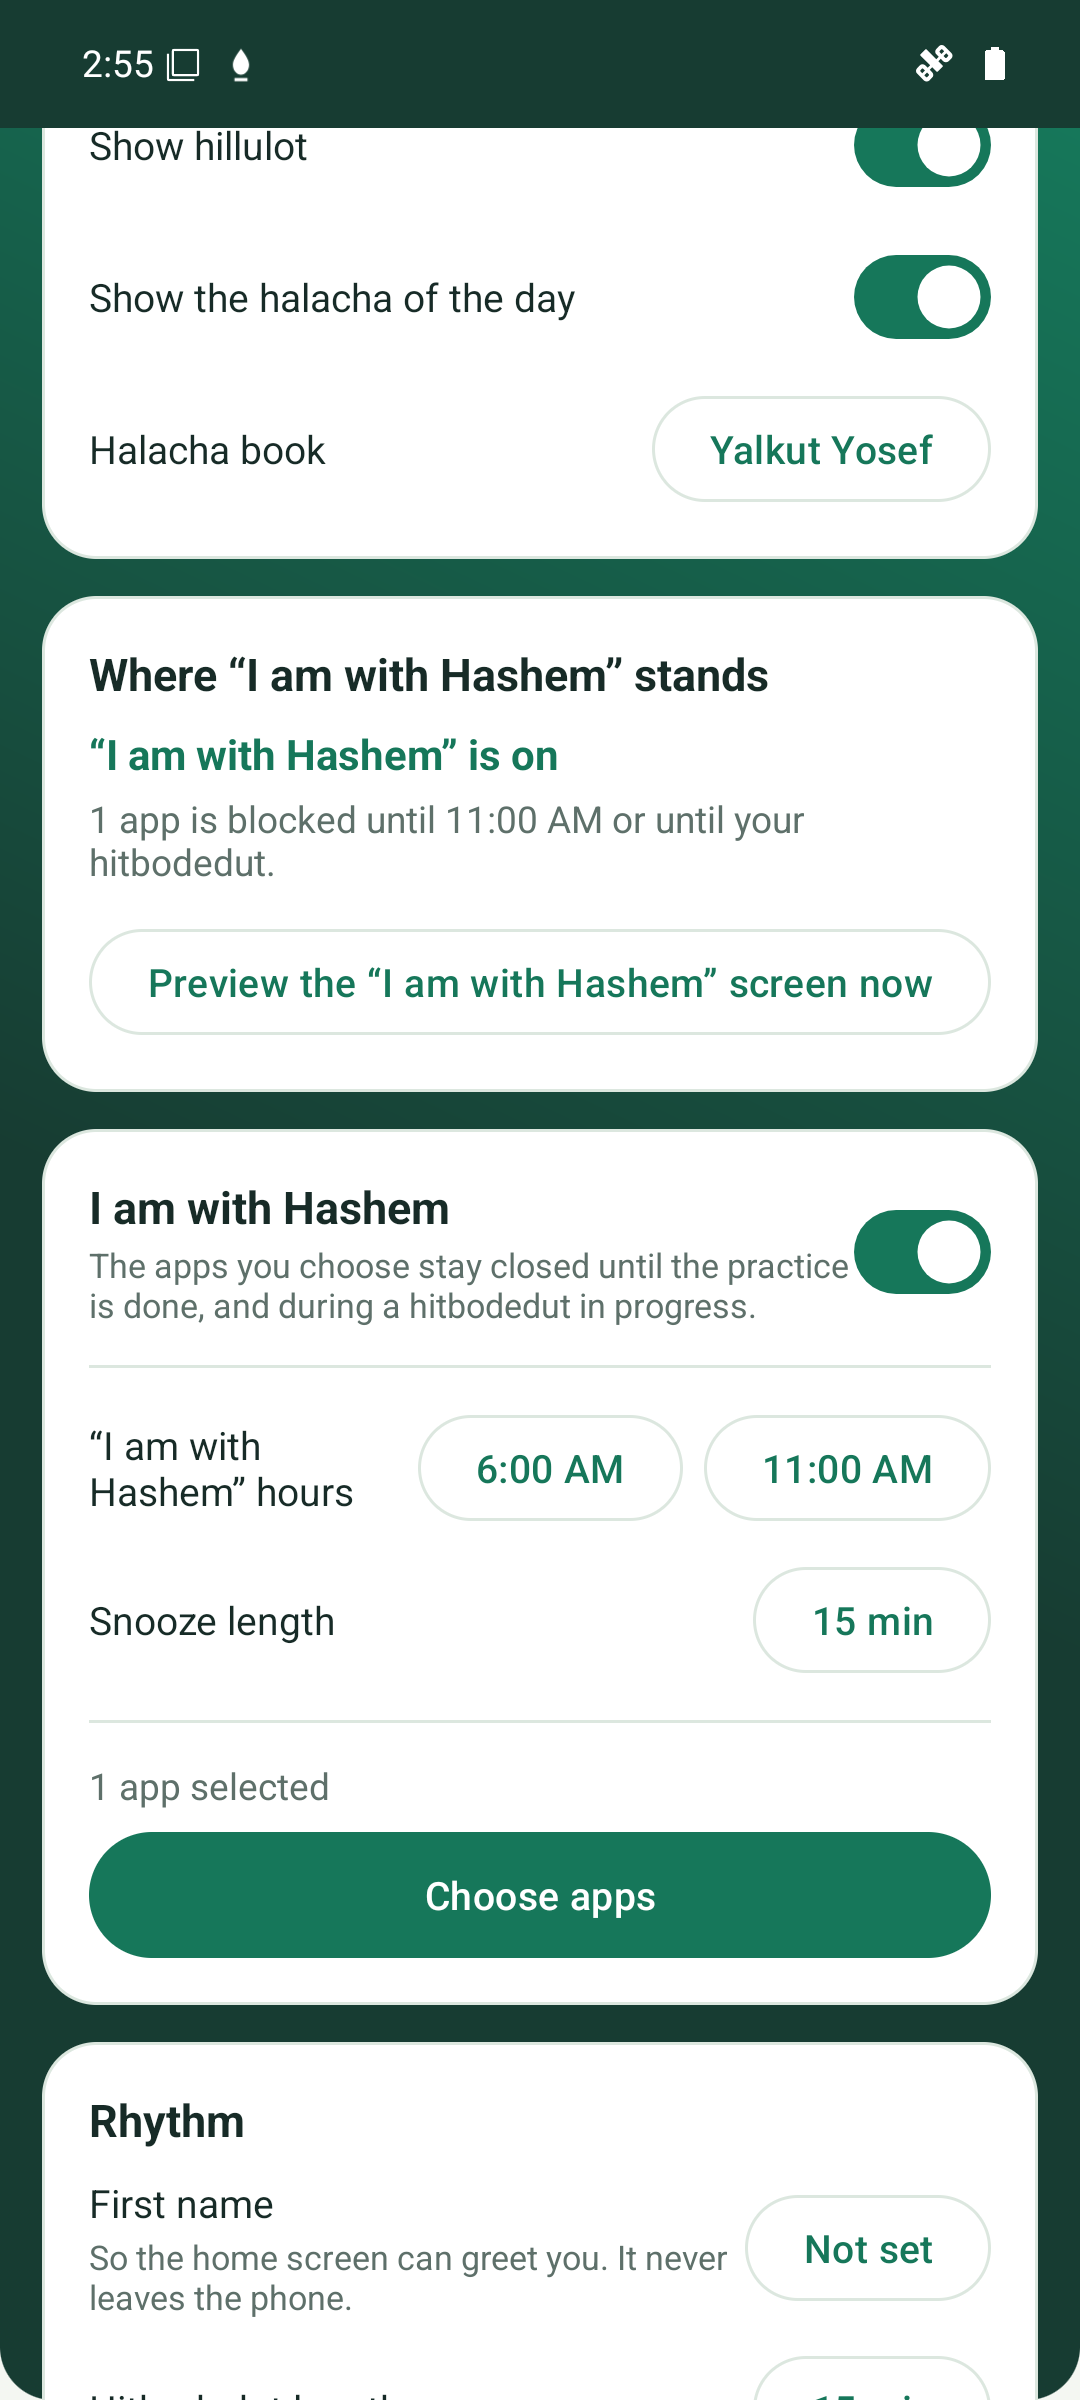 2:55
Show hillulot
Show the halacha of the day
Halacha book
Yalkut Yosef
Where “I am with Hashem” stands
“I am with Hashem” is on
1 app is blocked until 11:00 AM or until your
hitbodedut.
Preview the “I am with Hashem” screen now
I am with Hashem
The apps you choose stay closed until the practice
is done, and during a hitbodedut in progress.
“I am with
Hashem” hours
6:00 AM
11:00 AM
Snooze length
15 min
1 app selected
Choose apps
Rhythm
First name
So the home screen can greet you. It never
leaves the phone.
Not set